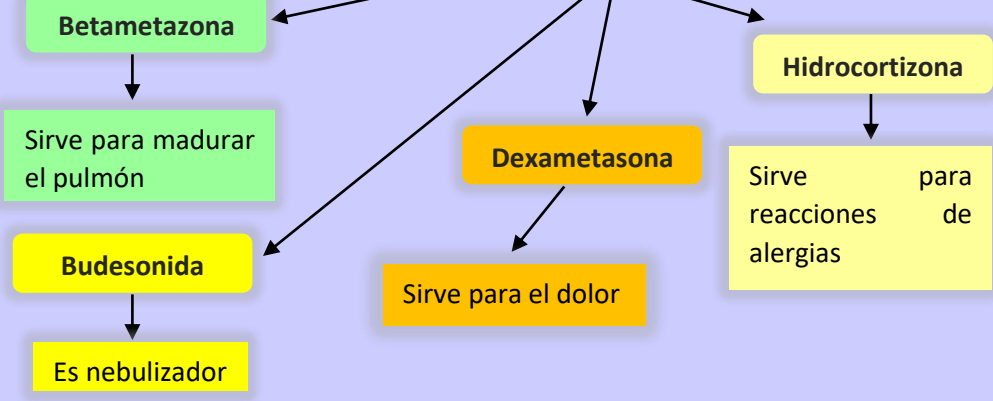 Betametazona
Sirve para madurar
el pulmón
Budesonida
Es nebulizador
Dexametasona
Sirve para el dolor
Hidrocortizona
Sirve para
reacciones de
alergias